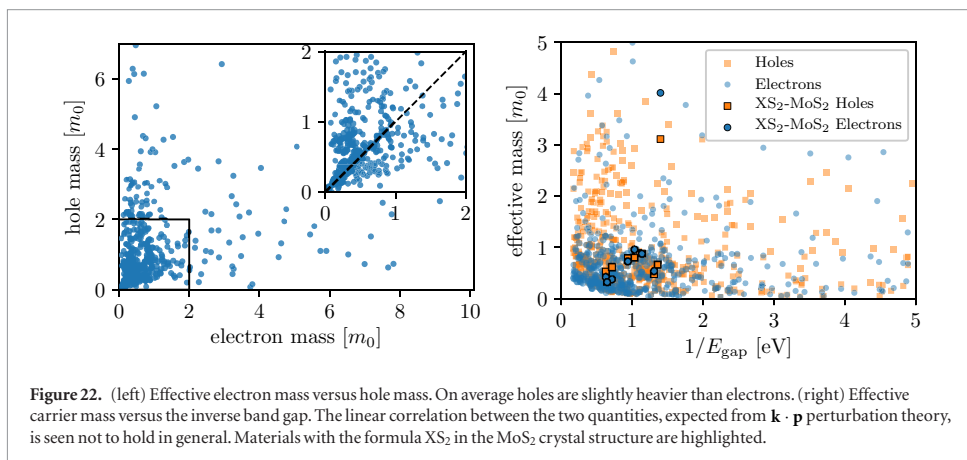 6
4
2
0
hole mass [m₀]
0
2
4
6
8
10
electron mass [m₀]
2
1
0
0
1
2
5
4
3
2
1
0
effective mass [m₀]
0
1
2
3
4
5
1/E_gap [eV]
Holes
Electrons
XS₂-MoS₂ Holes
XS₂-MoS₂ Electrons
Figure 22. (left) Effective electron mass versus hole mass. On average holes are slightly heavier than electrons. (right) Effective
carrier mass versus the inverse band gap. The linear correlation between the two quantities, expected from k · p perturbation theory,
is seen not to hold in general. Materials with the formula XS₂ in the MoS₂ crystal structure are highlighted.